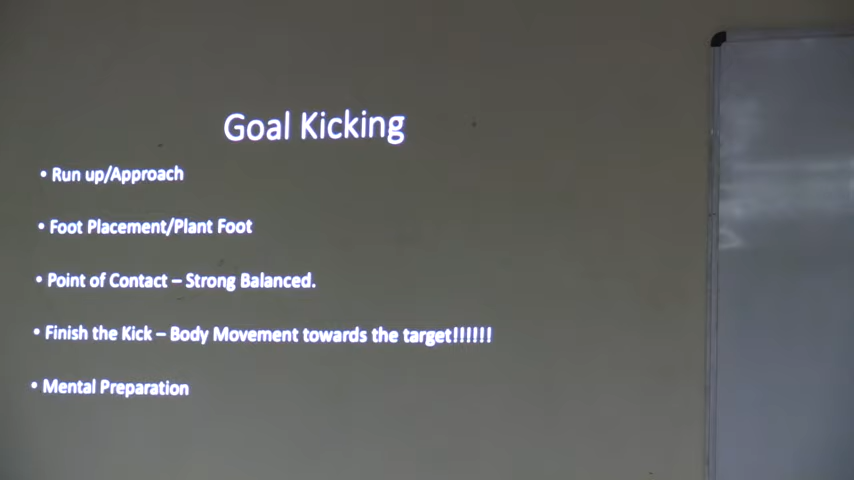 Goal Kicking
• Run up/Approach
• Foot Placement/Plant Foot
• Point of Contact – Strong Balanced.
• Finish the Kick – Body Movement towards the target!!!!!!
• Mental Preparation